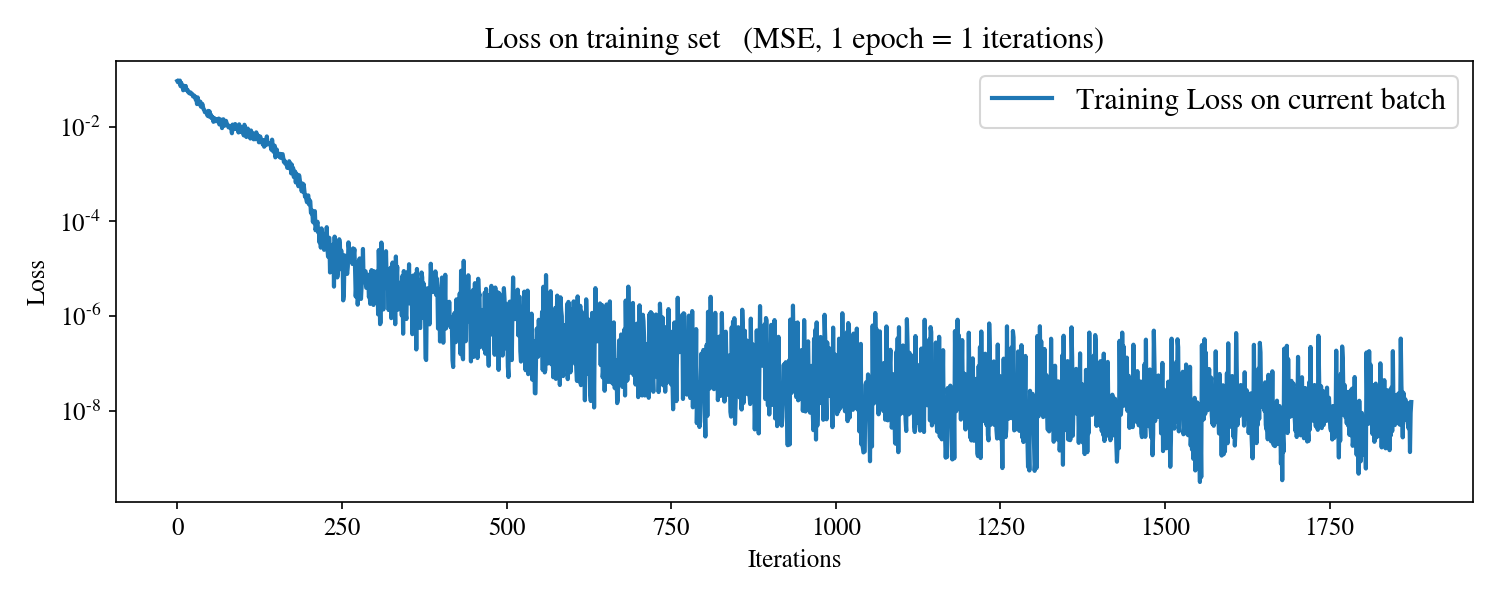 Loss on training set   (MSE, 1 epoch = 1 iterations)
Training Loss on current batch
Loss
10-2
10-4
10-6
10-8
0 250 500 750 1000 1250 1500 1750
Iterations